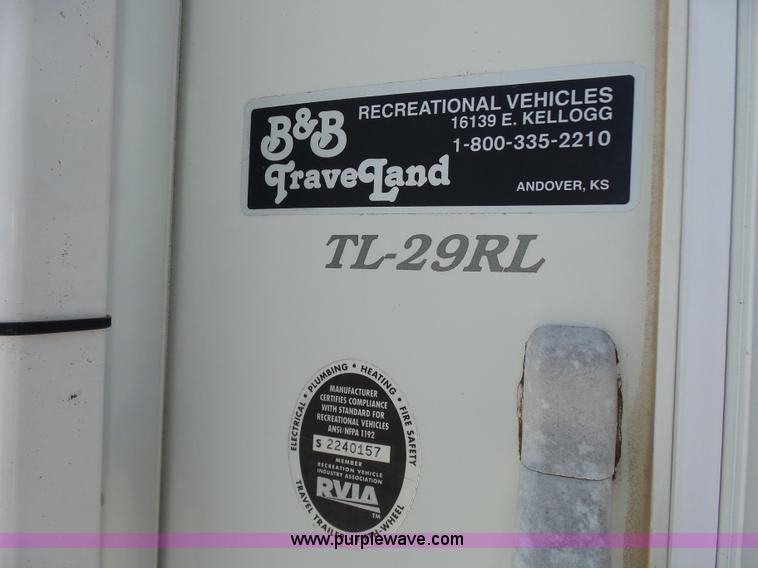 B&B
TraveLand
RECREATIONAL VEHICLES
16139 E. KELLOGG
1-800-335-2210
ANDOVER, KS
TL-29RL
ELECTRICAL • PLUMBING • HEATING • FIRE SAFETY
MANUFACTURER
CERTIFIES COMPLIANCE
WITH STANDARD FOR
RECREATIONAL VEHICLES
ANSI/NFPA 1192
S 2240157
MEMBER
RECREATION VEHICLE
INDUSTRY ASSOCIATION
RVIA
TM
TRAVEL WHEEL
www.purplewave.com